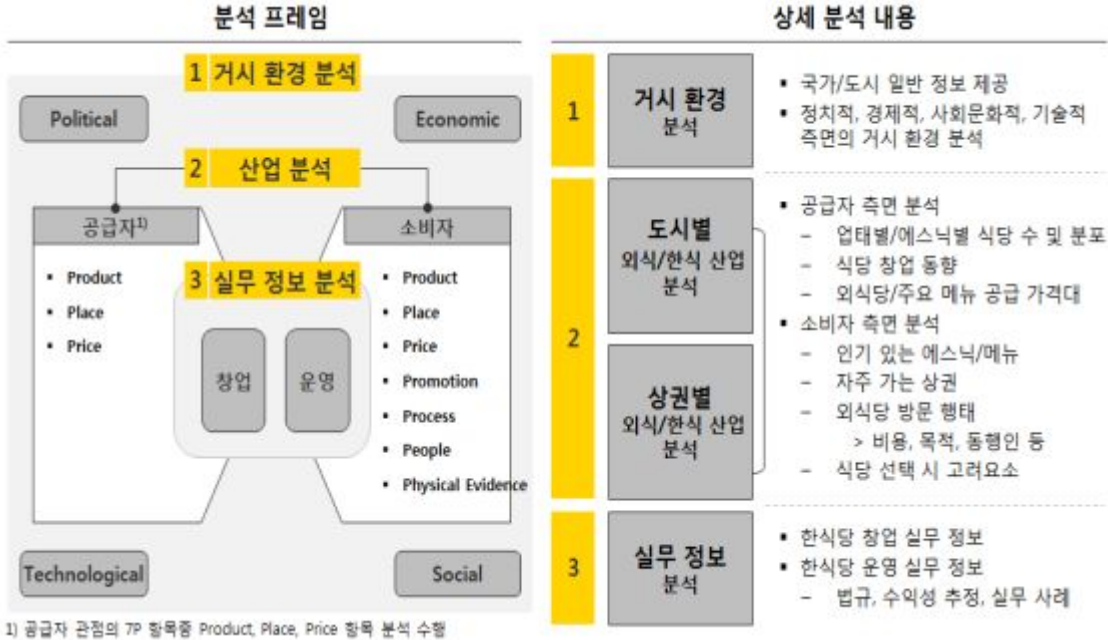 분석 프레임
1 거시 환경 분석
Political
Economic
2 산업 분석
공급자1)
소비자
▪ Product
▪ Place
▪ Price
3 실무 정보 분석
창업
운영
▪ Product
▪ Place
▪ Price
▪ Promotion
▪ Process
▪ People
▪ Physical Evidence
Technological
Social
1) 공급자 관점의 7P 항목중 Product, Place, Price 항목 분석 수행
상세 분석 내용
1
거시 환경
분석
▪ 국가/도시 일반 정보 제공
▪ 정치적, 경제적, 사회문화적, 기술적
측면의 거시 환경 분석
2
도시별
외식/한식 산업
분석
상권별
외식/한식 산업
분석
▪ 공급자 측면 분석
– 업태별/에스닉별 식당 수 및 분포
– 식당 창업 동향
– 외식당/주요 메뉴 공급 가격대
▪ 소비자 측면 분석
– 인기 있는 에스닉/메뉴
– 자주 가는 상권
– 외식당 방문 행태
> 비용, 목적, 동행인 등
– 식당 선택 시 고려요소
3
실무 정보
분석
▪ 한식당 창업 실무 정보
▪ 한식당 운영 실무 정보
– 법규, 수익성 추정, 실무 사례